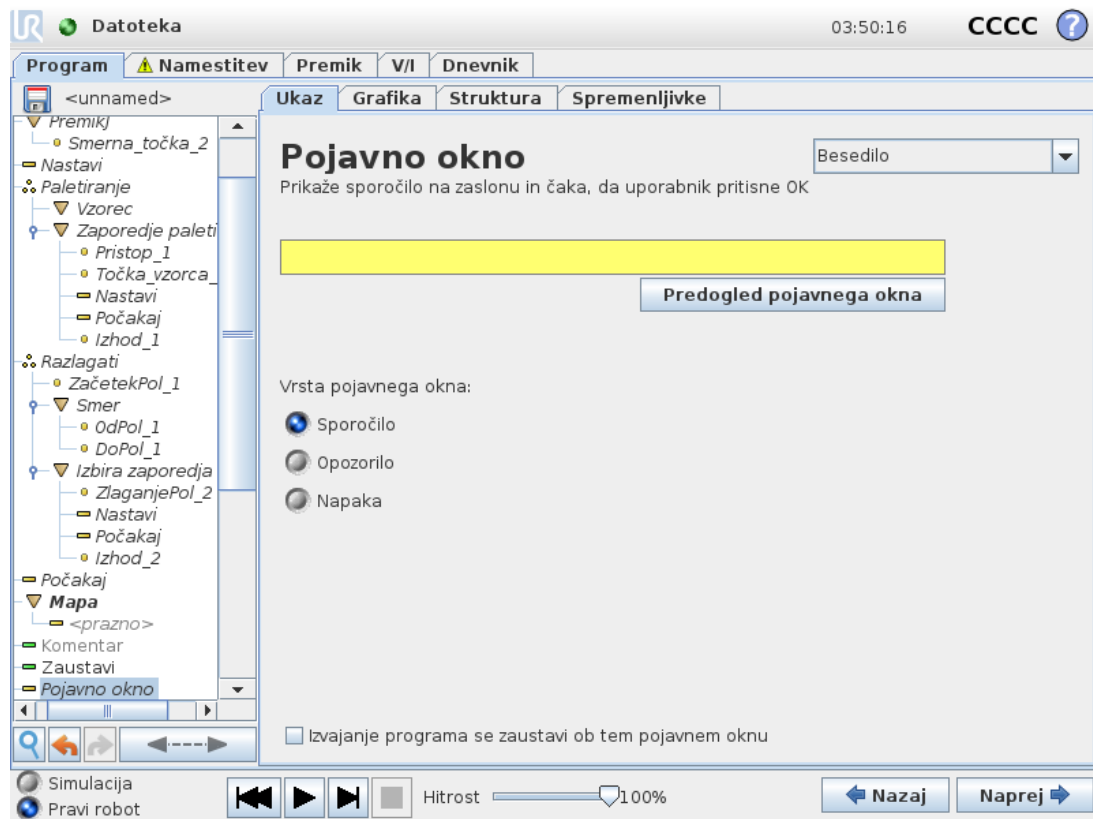 UR Datoteka 03:50:16 CCCC ?
Program Namestitev Premik V/I Dnevnik
<unnamed>
Ukaz Grafika Struktura Spremenljivke
PremikJ
Smerna_točka_2
Nastavi
Paletiranje
Vzorec
Zaporedje paleti
Pristop_1
Točka_vzorca_
Nastavi
Počakaj
Izhod_1
Razlagati
ZačetekPol_1
Smer
OdPol_1
DoPol_1
Izbira zaporedja
ZlaganjePol_2
Nastavi
Počakaj
Izhod_2
Počakaj
Mapa
<prazno>
Komentar
Zaustavi
Pojavno okno
Pojavno okno
Besedilo
Prikaže sporočilo na zaslonu in čaka, da uporabnik pritisne OK
Predogled pojavnega okna
Vrsta pojavnega okna:
Sporočilo
Opozorilo
Napaka
Izvajanje programa se zaustavi ob tem pojavnem oknu
Simulacija
Pravi robot
Hitrost 100%
Nazaj
Naprej